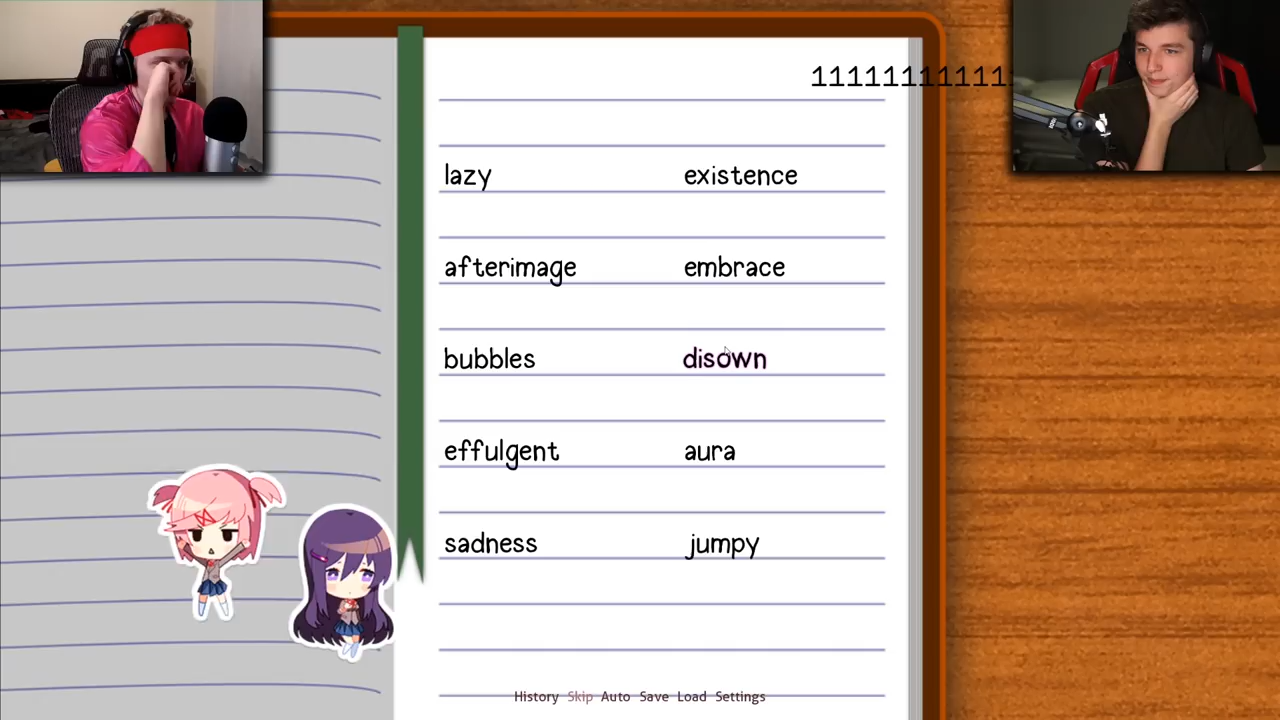 11111111111
lazy existence
afterimage embrace
bubbles disown
effulgent aura
sadness jumpy
History Skip Auto Save Load Settings